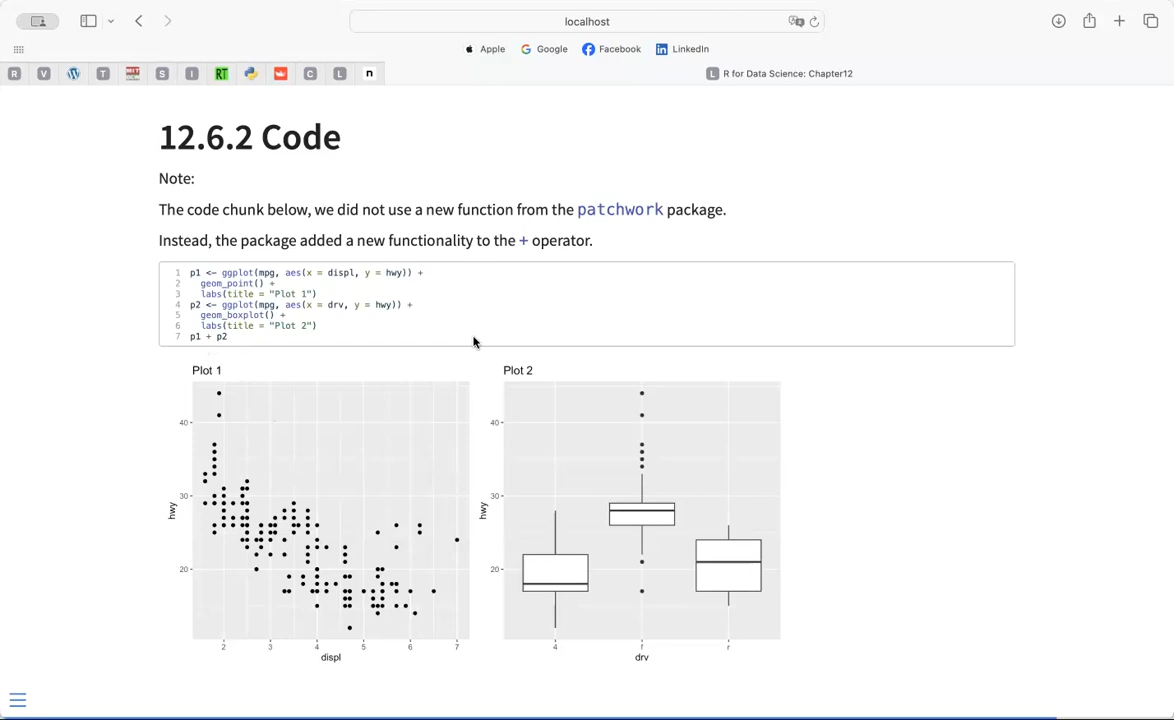 localhost
Apple Google Facebook LinkedIn
R V T S I RT C L n L R for Data Science: Chapter12
12.6.2 Code
Note:
The code chunk below, we did not use a new function from the patchwork package.
Instead, the package added a new functionality to the + operator.
1 p1 <- ggplot(mpg, aes(x = displ, y = hwy)) +
2 geom_point() +
3 labs(title = "Plot 1")
4 p2 <- ggplot(mpg, aes(x = drv, y = hwy)) +
5 geom_boxplot() +
6 labs(title = "Plot 2")
7 p1 + p2
Plot 1
40
30
20
hwy
2 3 4 5 6 7
displ
Plot 2
40
30
20
hwy
4 f r
drv